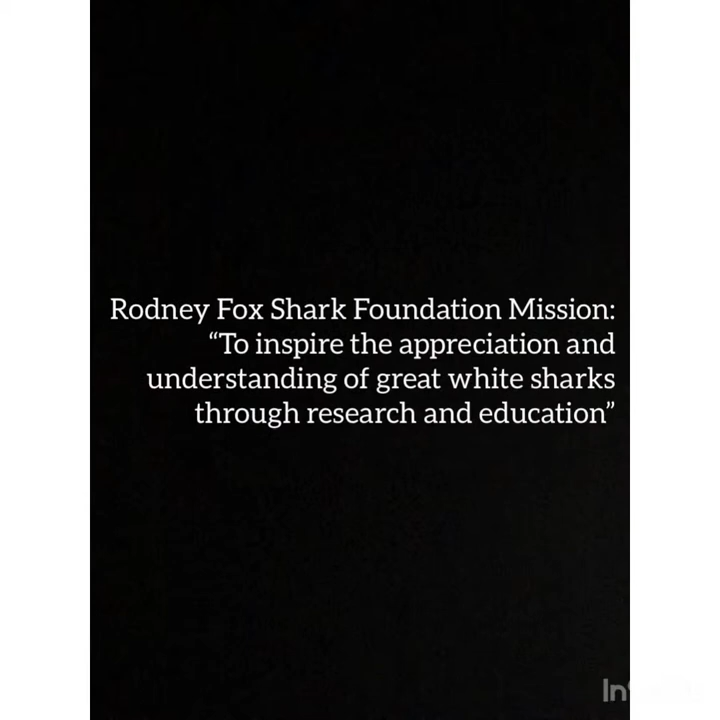 Rodney Fox Shark Foundation Mission:
“To inspire the appreciation and
understanding of great white sharks
through research and education”